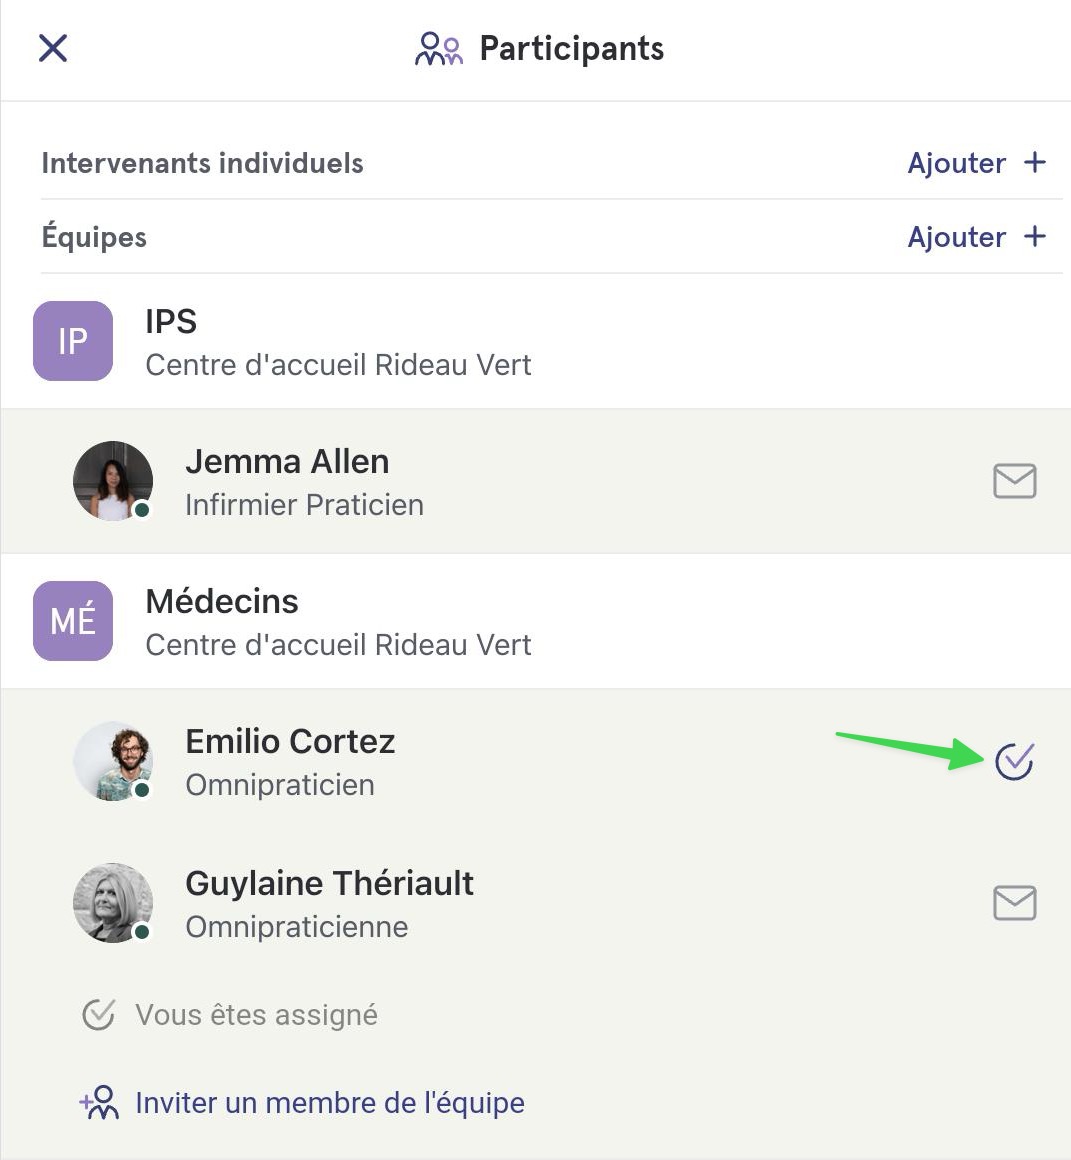 Participants
Intervenants individuels
Ajouter +
Équipes
Ajouter +
IP
IPS
Centre d'accueil Rideau Vert
Jemma Allen
Infirmier Praticien
MÉ
Médecins
Centre d'accueil Rideau Vert
Emilio Cortez
Omnipraticien
Guylaine Thériault
Omnipraticienne
Vous êtes assigné
Inviter un membre de l'équipe